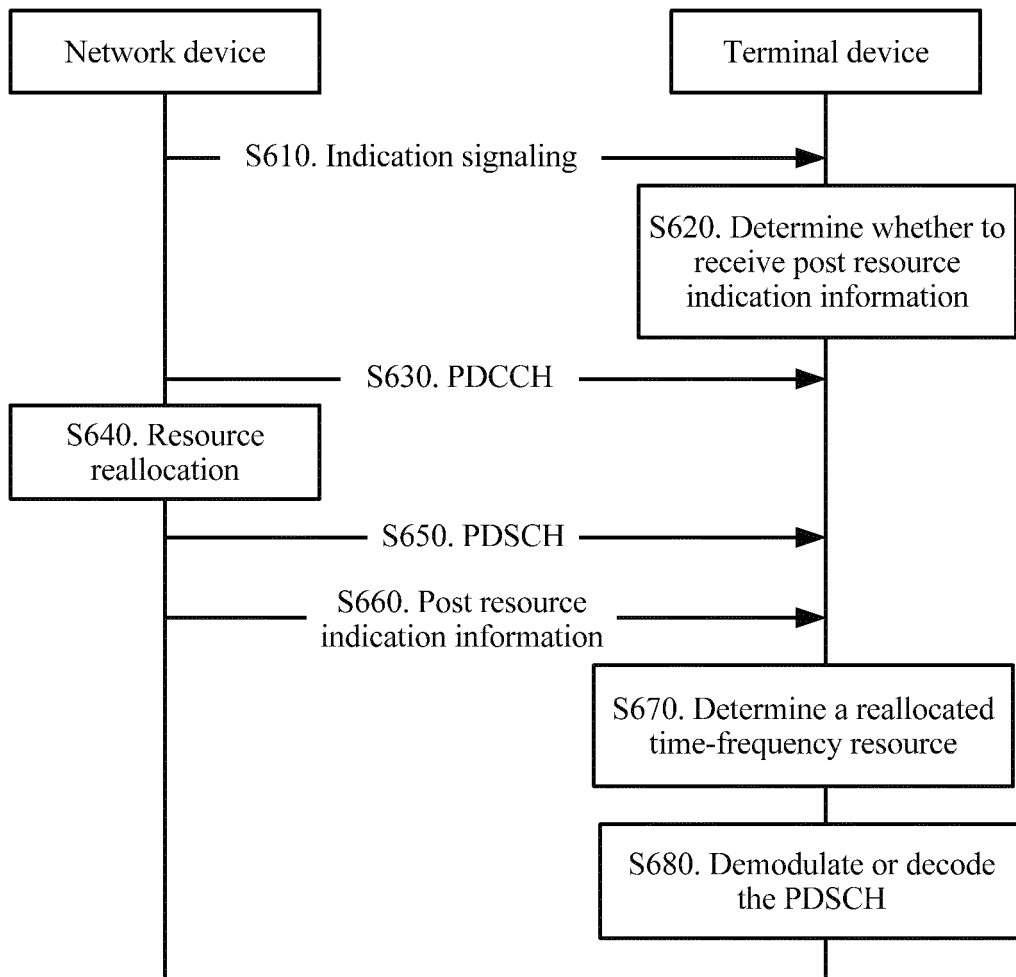 Network device
Terminal device
S610. Indication signaling
S620. Determine whether to
receive post resource
indication information
S630. PDCCH
S640. Resource
reallocation
S650. PDSCH
S660. Post resource
indication information
S670. Determine a reallocated
time-frequency resource
S680. Demodulate or decode
the PDSCH